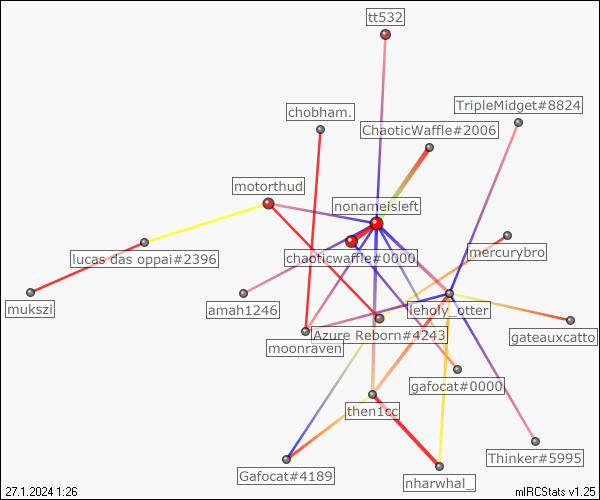 tt532
TripleMidget#8824
chobham.
ChaoticWaffle#2006
motorthud
nonameisleft
mercurybro
lucas das oppai#2396
chaoticwaffle#0000
mukszi
amah1246
leholy_otter
Azure Reborn#4243
gateauxcatto
moonraven
gafocat#0000
then1cc
Thinker#5995
Gafocat#4189
nharwhal_
27.1.2024 1:26
mIRCStats v1.25